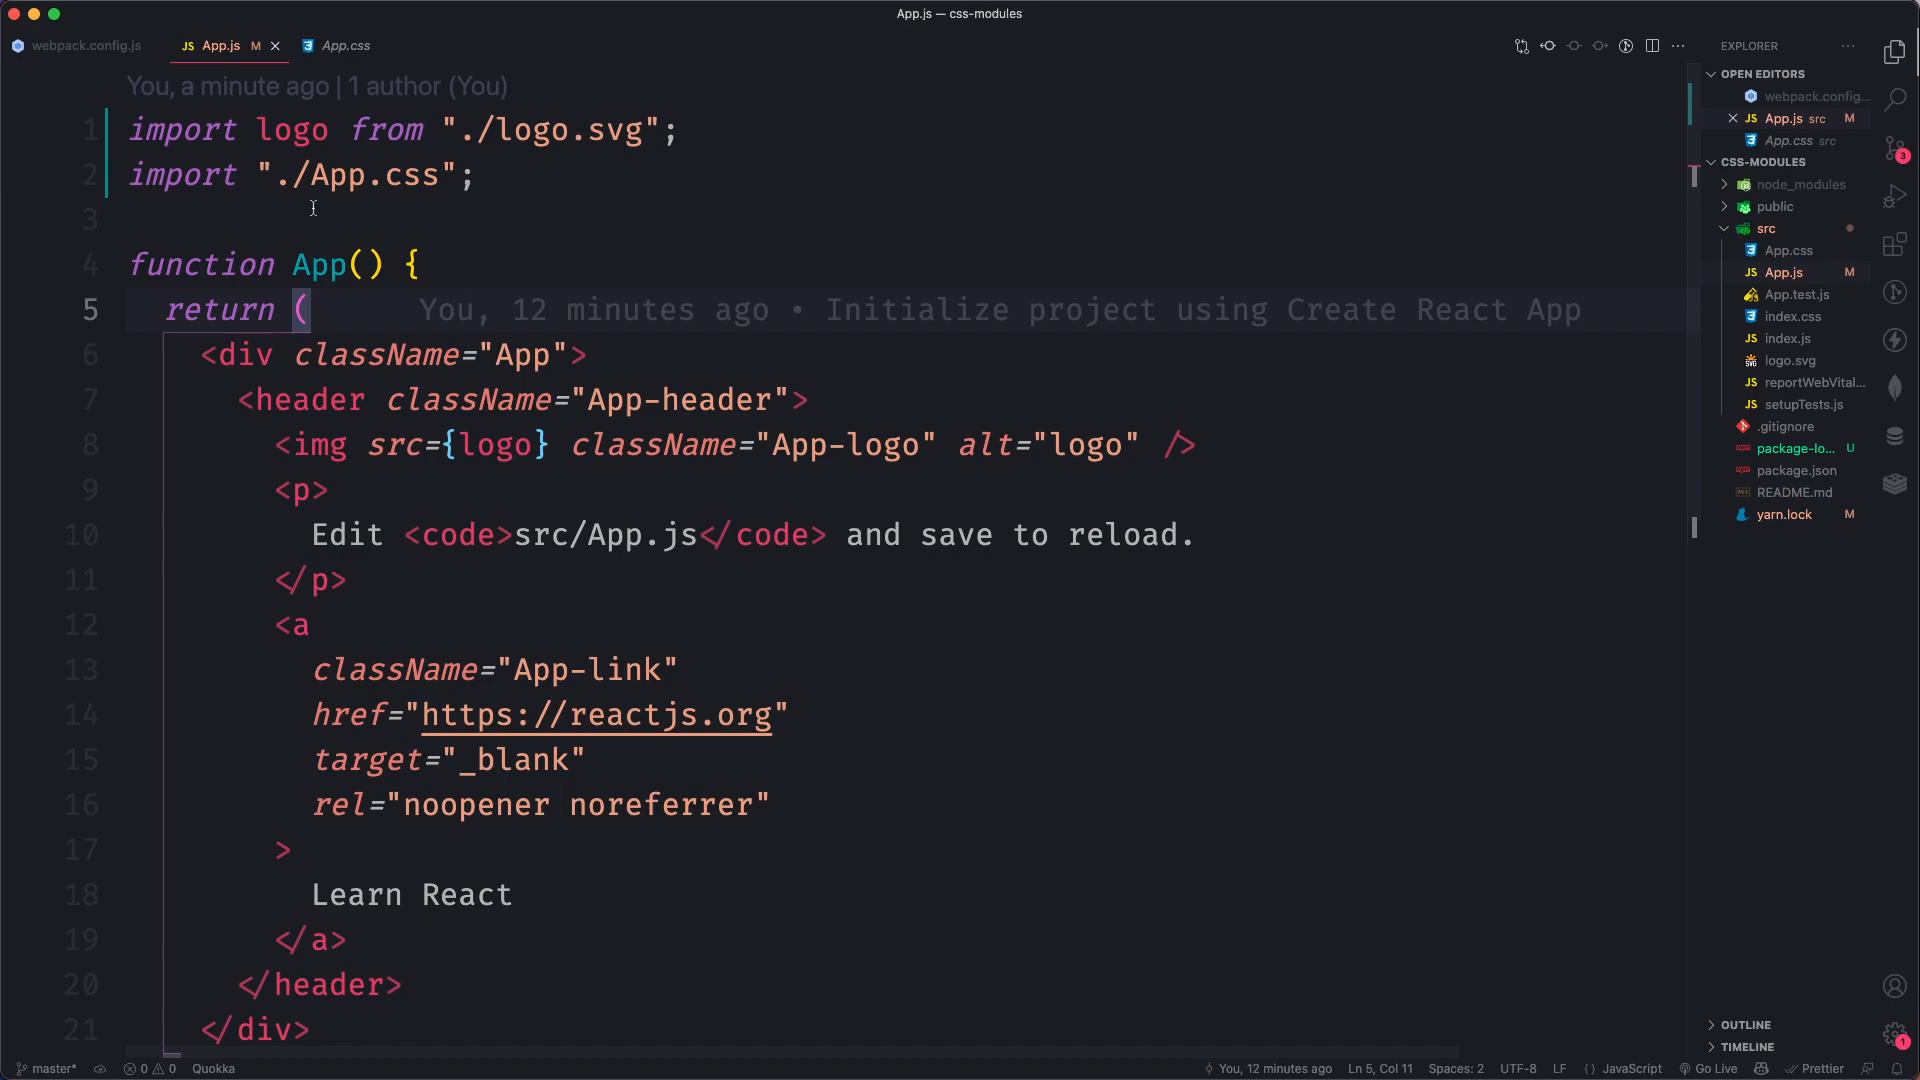 App.js — css-modules
webpack.config.js
JS App.js M
App.css
EXPLORER
You, a minute ago | 1 author (You)
1 import logo from "./logo.svg";
2 import "./App.css";
3
4 function App() {
5 return ( You, 12 minutes ago • Initialize project using Create React App
6 <div className="App">
7 <header className="App-header">
8 <img src={logo} className="App-logo" alt="logo" />
9 <p>
10 Edit <code>src/App.js</code> and save to reload.
11 </p>
12 <a
13 className="App-link"
14 href="https://reactjs.org"
15 target="_blank"
16 rel="noopener noreferrer"
17 >
18 Learn React
19 </a>
20 </header>
21 </div>
OPEN EDITORS
webpack.config...
JS App.js src M
App.css src
CSS-MODULES
node_modules
public
src
App.css
JS App.js M
App.test.js
index.css
JS index.js
logo.svg
JS reportWebVital...
JS setupTests.js
.gitignore
package-lo... U
package.json
README.md
yarn.lock M
3
OUTLINE
TIMELINE
1
master* 0 0 Quokka
You, 12 minutes ago Ln 5, Col 11 Spaces: 2 UTF-8 LF {} JavaScript Go Live Prettier